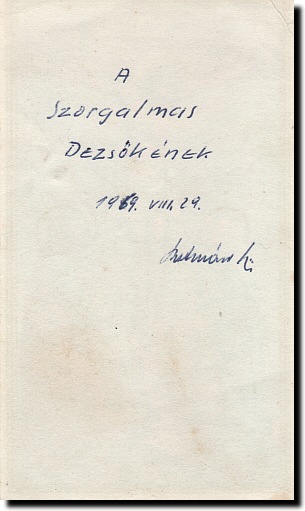 A
Szorgalmas
Dezsőkének
1969. VIII. 29.